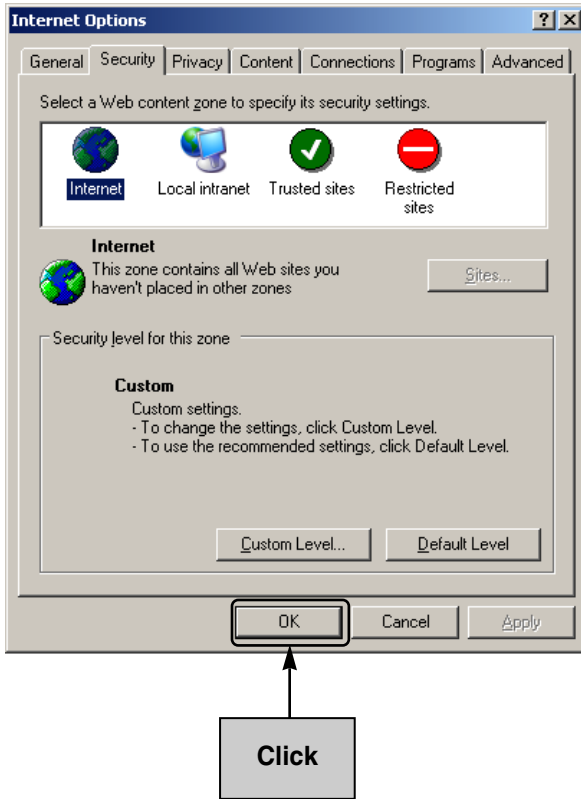 Internet Options
General Security Privacy Content Connections Programs Advanced
Select a Web content zone to specify its security settings.
Internet Local intranet Trusted sites Restricted
sites
Internet
This zone contains all Web sites you
haven't placed in other zones
Sites...
Security level for this zone
Custom
Custom settings.
- To change the settings, click Custom Level.
- To use the recommended settings, click Default Level.
Custom Level... Default Level
OK Cancel Apply
Click